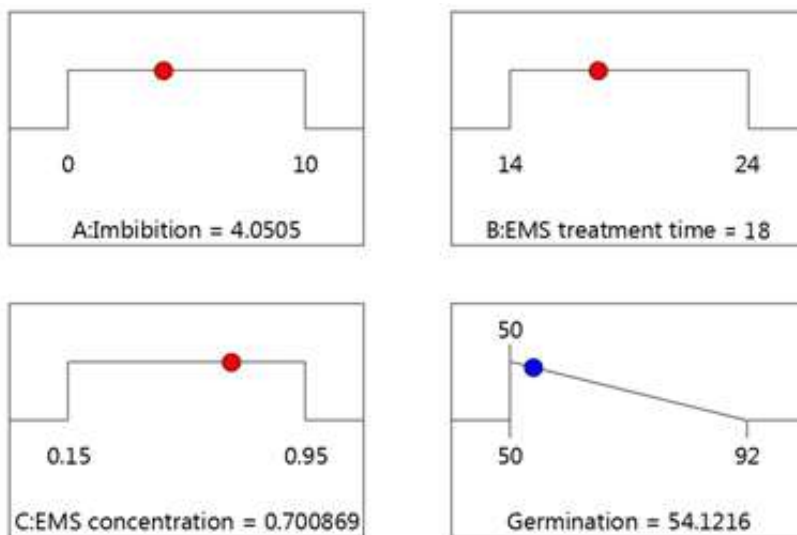 0 10
A:Imbibition = 4.0505
14 24
B:EMS treatment time = 18
0.15 0.95
C:EMS concentration = 0.700869
50
50 92
Germination = 54.1216